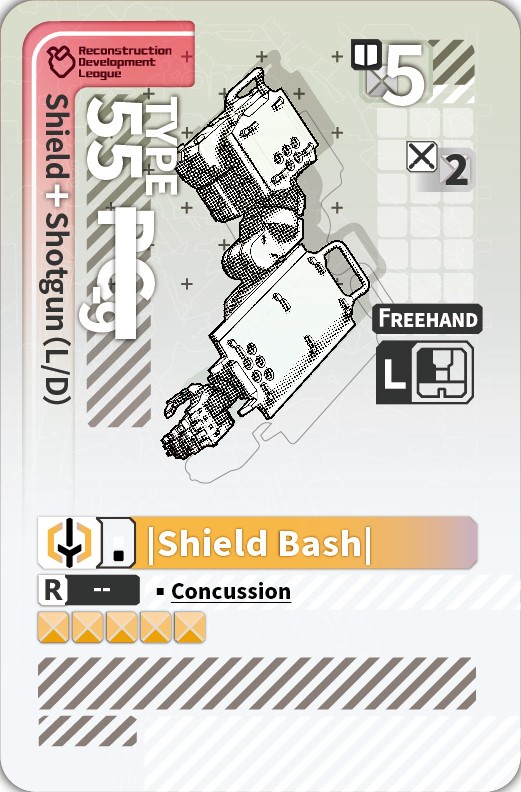 Reconstruction
Development
League
Shield + Shotgun (L/D)
TYPE
55
-g
5
2
FREEHAND
L
|Shield Bash|
R --
▪ Concussion